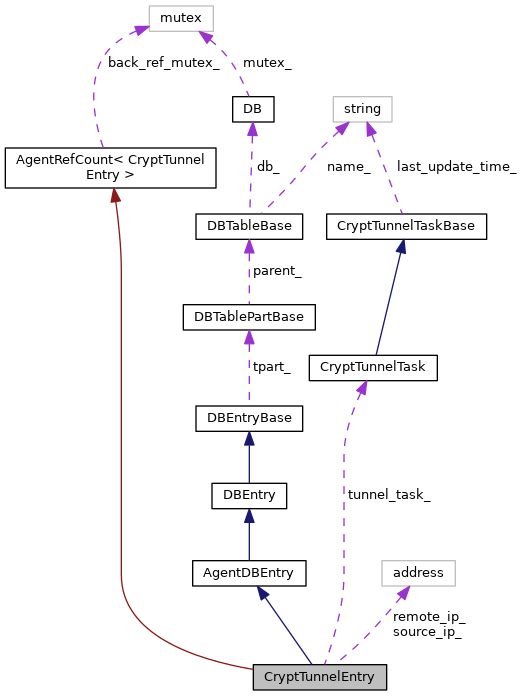 mutex
back_ref_mutex_
mutex_
DB
string
AgentRefCount< CryptTunnel
Entry >
db_
name_
last_update_time_
DBTableBase
CryptTunnelTaskBase
parent_
DBTablePartBase
tpart_
CryptTunnelTask
DBEntryBase
DBEntry
tunnel_task_
AgentDBEntry
address
remote_ip_
source_ip_
CryptTunnelEntry